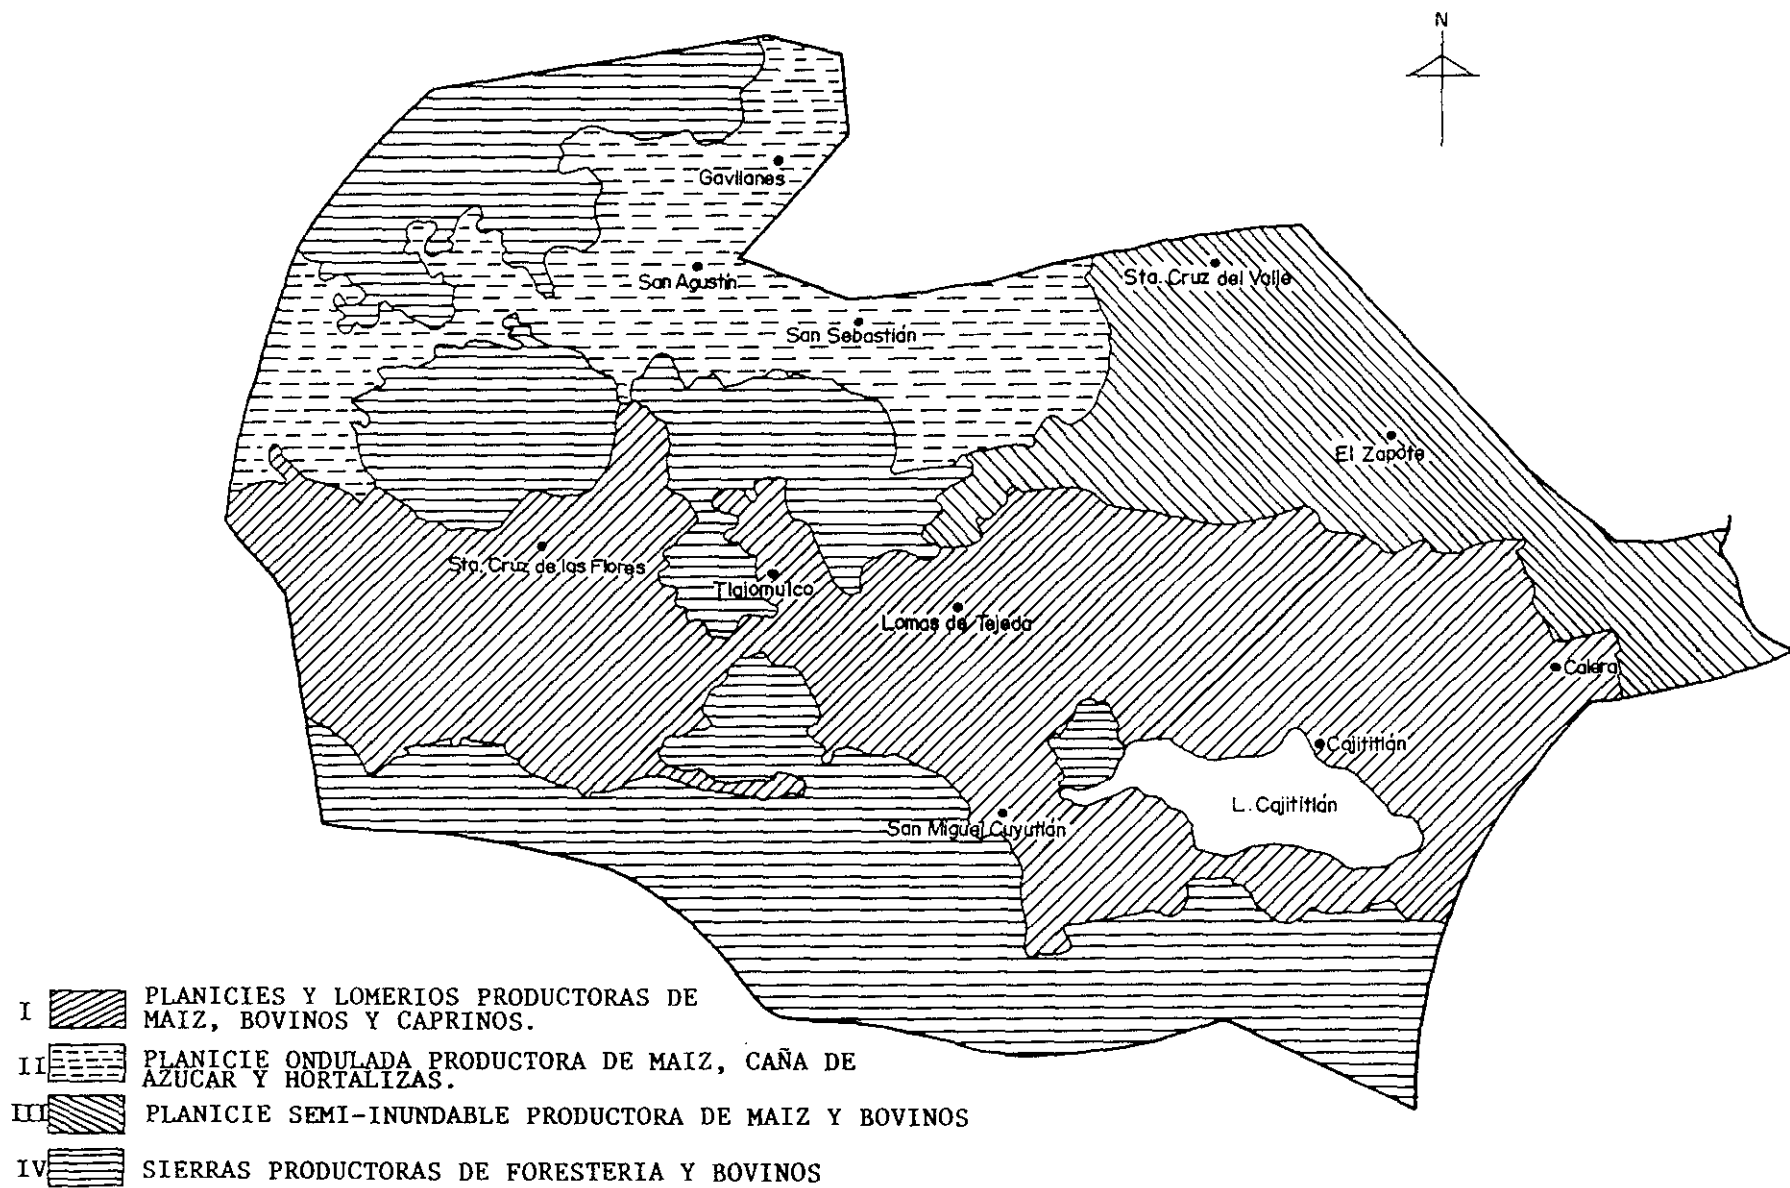 N
Gavilanes
San Agustín
Sta. Cruz del Valle
San Sebastián
El Zapote
Sta. Cruz de las Flores
Tlajomulco
Lomas de Tejeda
Calera
Cajititlán
L. Cajititlán
San Miguel Cuyutlán
I PLANICIES Y LOMERIOS PRODUCTORAS DE
MAIZ, BOVINOS Y CAPRINOS.
II PLANICIE ONDULADA PRODUCTORA DE MAIZ, CAÑA DE
AZUCAR Y HORTALIZAS.
III PLANICIE SEMI-INUNDABLE PRODUCTORA DE MAIZ Y BOVINOS
IV SIERRAS PRODUCTORAS DE FORESTERIA Y BOVINOS